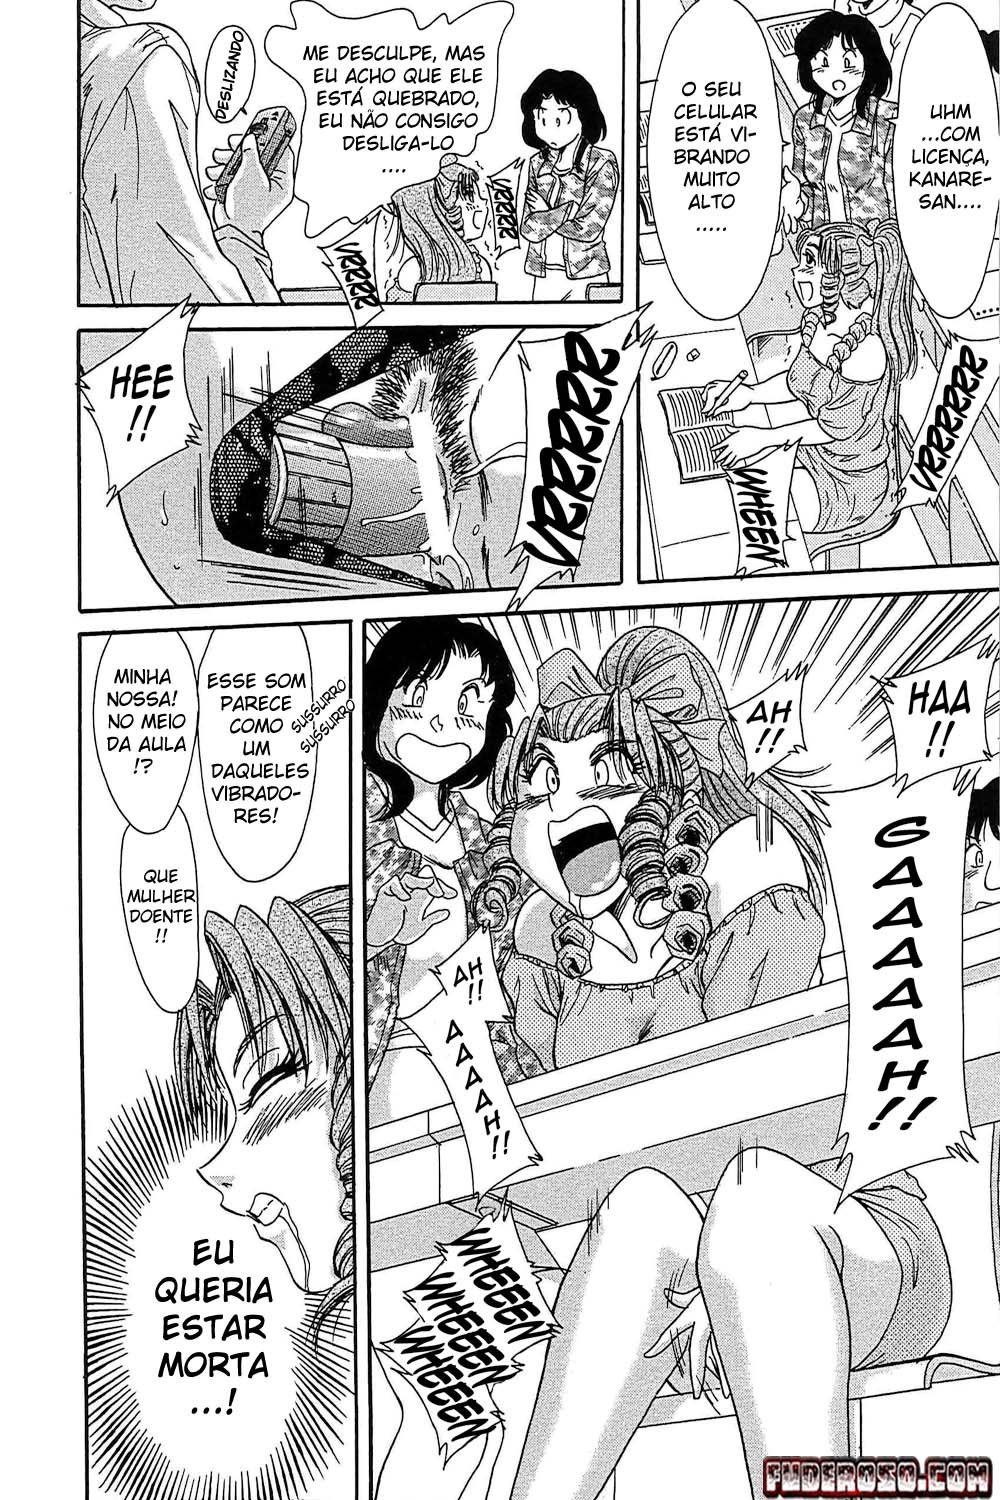 UHM
...COM
LICENÇA,
KANARE-
SAN....
O SEU
CELULAR
ESTÁ VI-
BRANDO
MUITO
ALTO
.....
VRRRRRR
WHEEN
ME DESCULPE, MAS
EU ACHO QUE ELE
ESTÁ QUEBRADO,
EU NÃO CONSIGO
DESLIGA-LO
....
VRRRR
VRRRR
DESLIZANDO
VRRRRR
HEE
!!
HAA
!!
GAAAAAH!!
AH
!!
AH!!
AAAAH!!
WHEEEN
WHEEEN
WHEEEN
ESSE SOM
PARECE
COMO
UM
DAQUELES
VIBRADO-
RES!
SUSSURRO
SUSSURRO
MINHA
NOSSA!
NO MEIO
DA AULA
!?
QUE
MULHER
DOENTE
!!
EU
QUERIA
ESTAR
MORTA
...!
FUDEROSO.COM